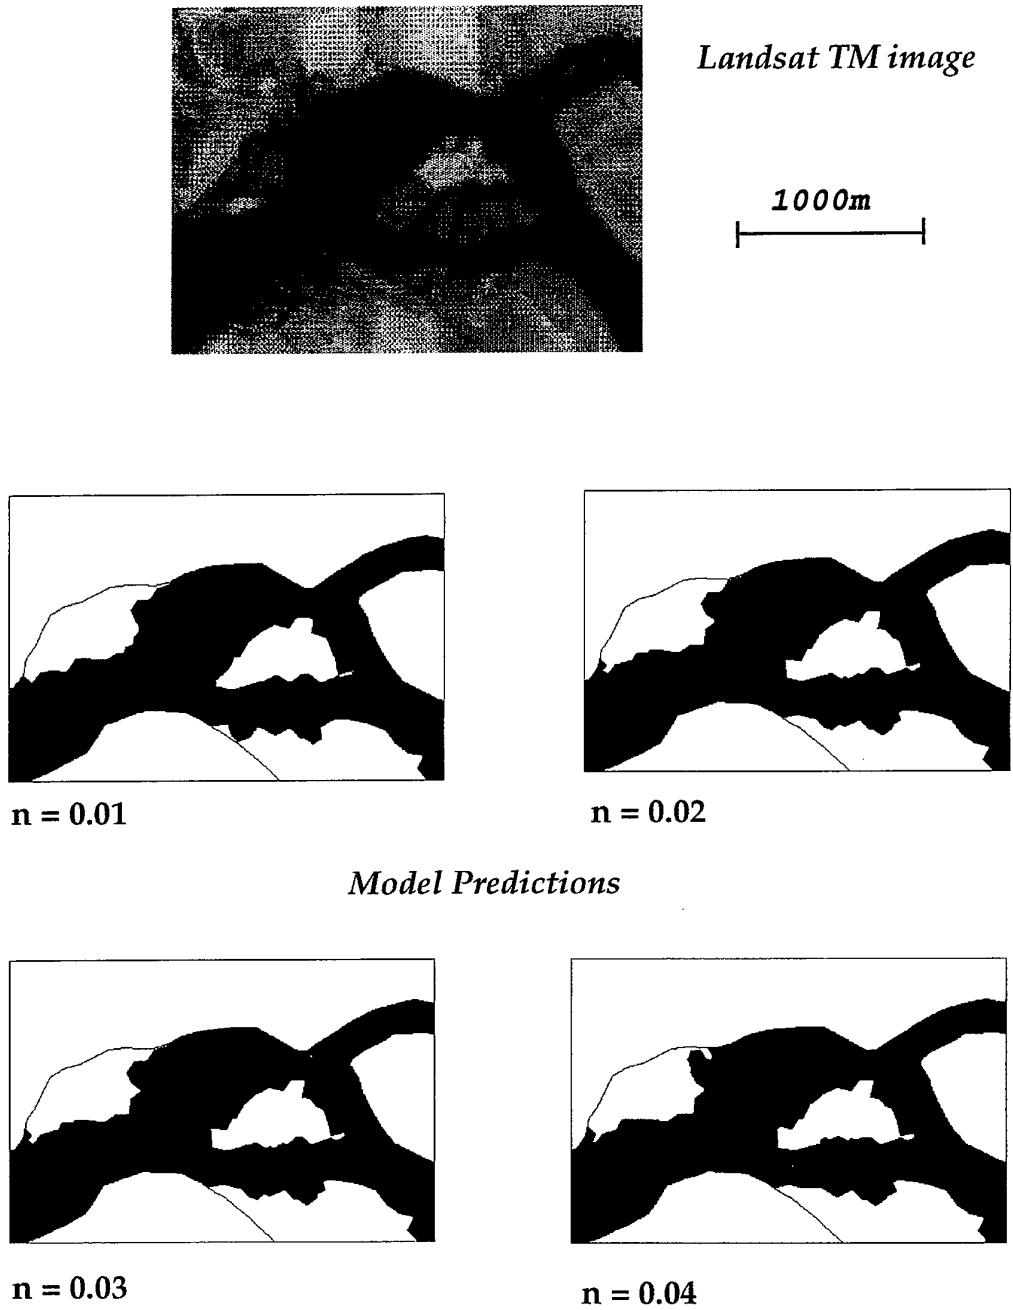 Landsat TM image
1000m
n = 0.01
n = 0.02
Model Predictions
n = 0.03
n = 0.04